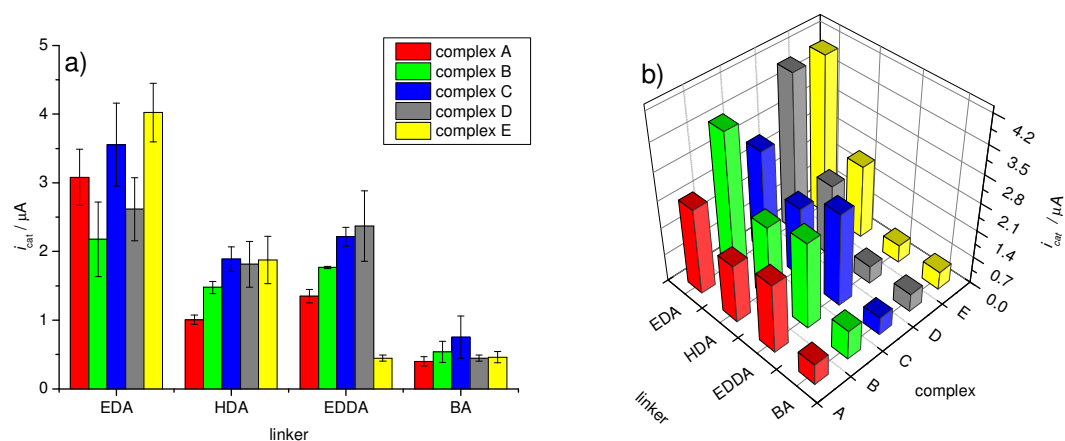 a)
5
4
3
2
1
0
i_cat / μA
EDA HDA EDDA BA
linker
complex A
complex B
complex C
complex D
complex E
b)
4.2
3.5
2.8
2.1
1.4
0.7
0.0
i_cat / μA
EDA
HDA
EDDA
BA
linker
A
B
C
D
E
complex